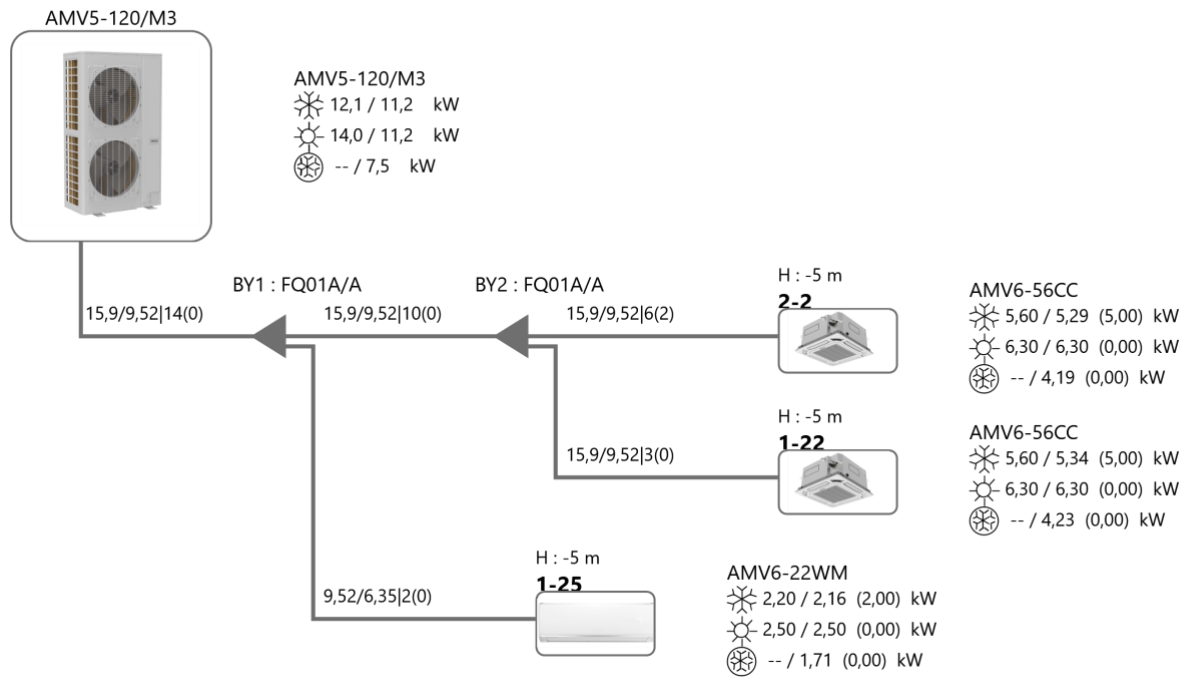 AMV5-120/M3
AMV5-120/M3
12,1 / 11,2 kW
14,0 / 11,2 kW
-- / 7,5 kW
BY1 : FQ01A/A
BY2 : FQ01A/A
15,9/9,52|14(0)
15,9/9,52|10(0)
15,9/9,52|6(2)
H : -5 m
2-2
AMV6-56CC
5,60 / 5,29 (5,00) kW
6,30 / 6,30 (0,00) kW
-- / 4,19 (0,00) kW
H : -5 m
1-22
15,9/9,52|3(0)
AMV6-56CC
5,60 / 5,34 (5,00) kW
6,30 / 6,30 (0,00) kW
-- / 4,23 (0,00) kW
H : -5 m
1-25
9,52/6,35|2(0)
AMV6-22WM
2,20 / 2,16 (2,00) kW
2,50 / 2,50 (0,00) kW
-- / 1,71 (0,00) kW